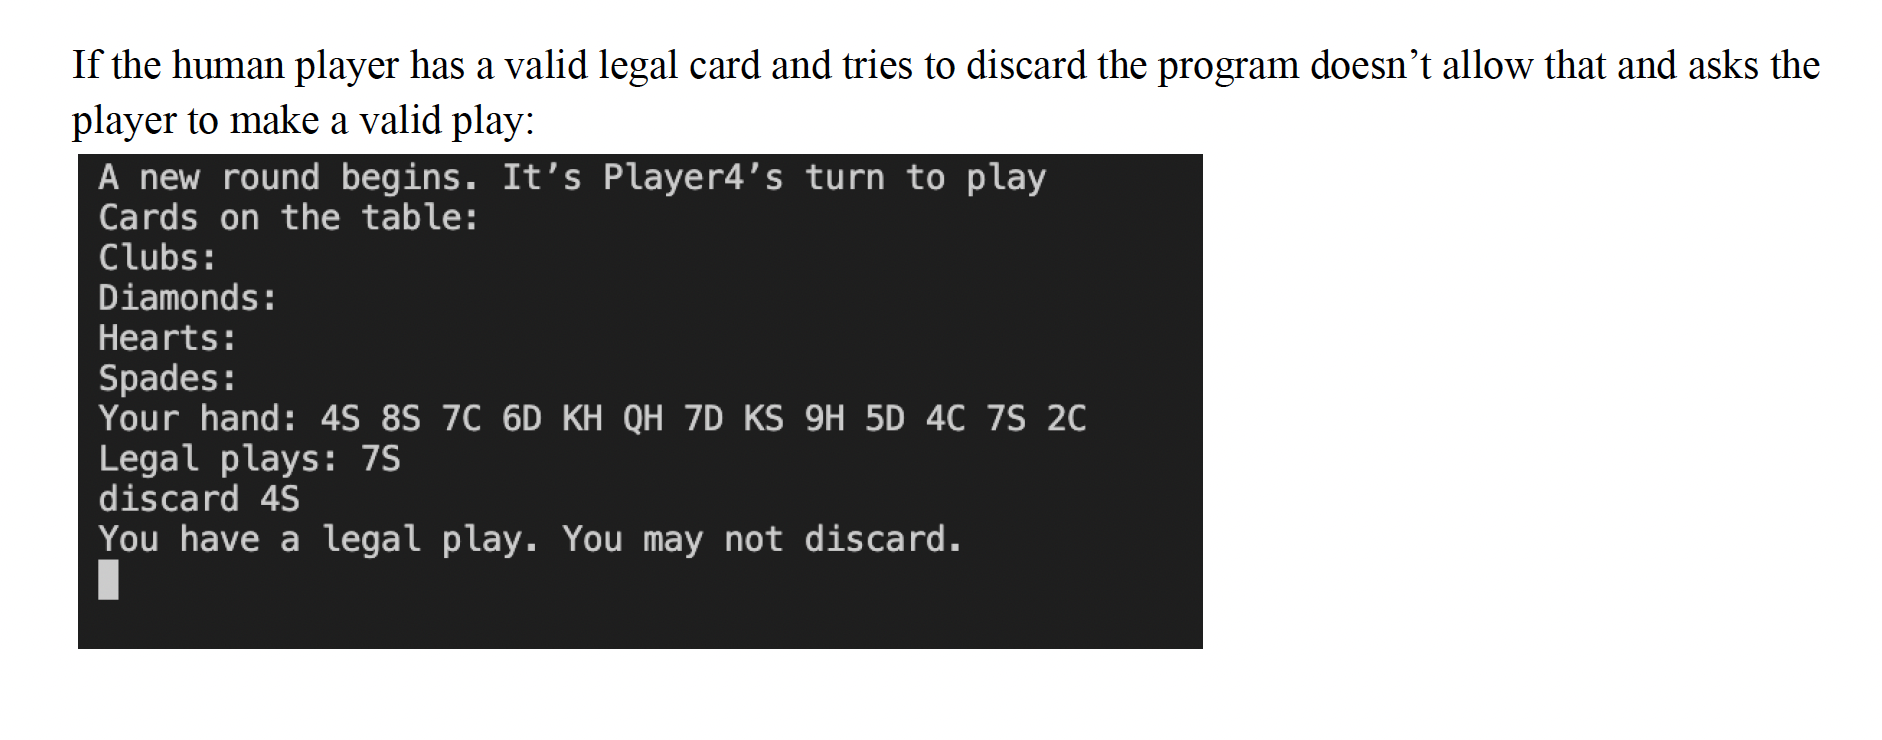 If the human player has a valid legal card and tries to discard the program doesn’t allow that and asks the
player to make a valid play:
A new round begins. It’s Player4’s turn to play
Cards on the table:
Clubs:
Diamonds:
Hearts:
Spades:
Your hand: 4S 8S 7C 6D KH QH 7D KS 9H 5D 4C 7S 2C
Legal plays: 7S
discard 4S
You have a legal play. You may not discard.